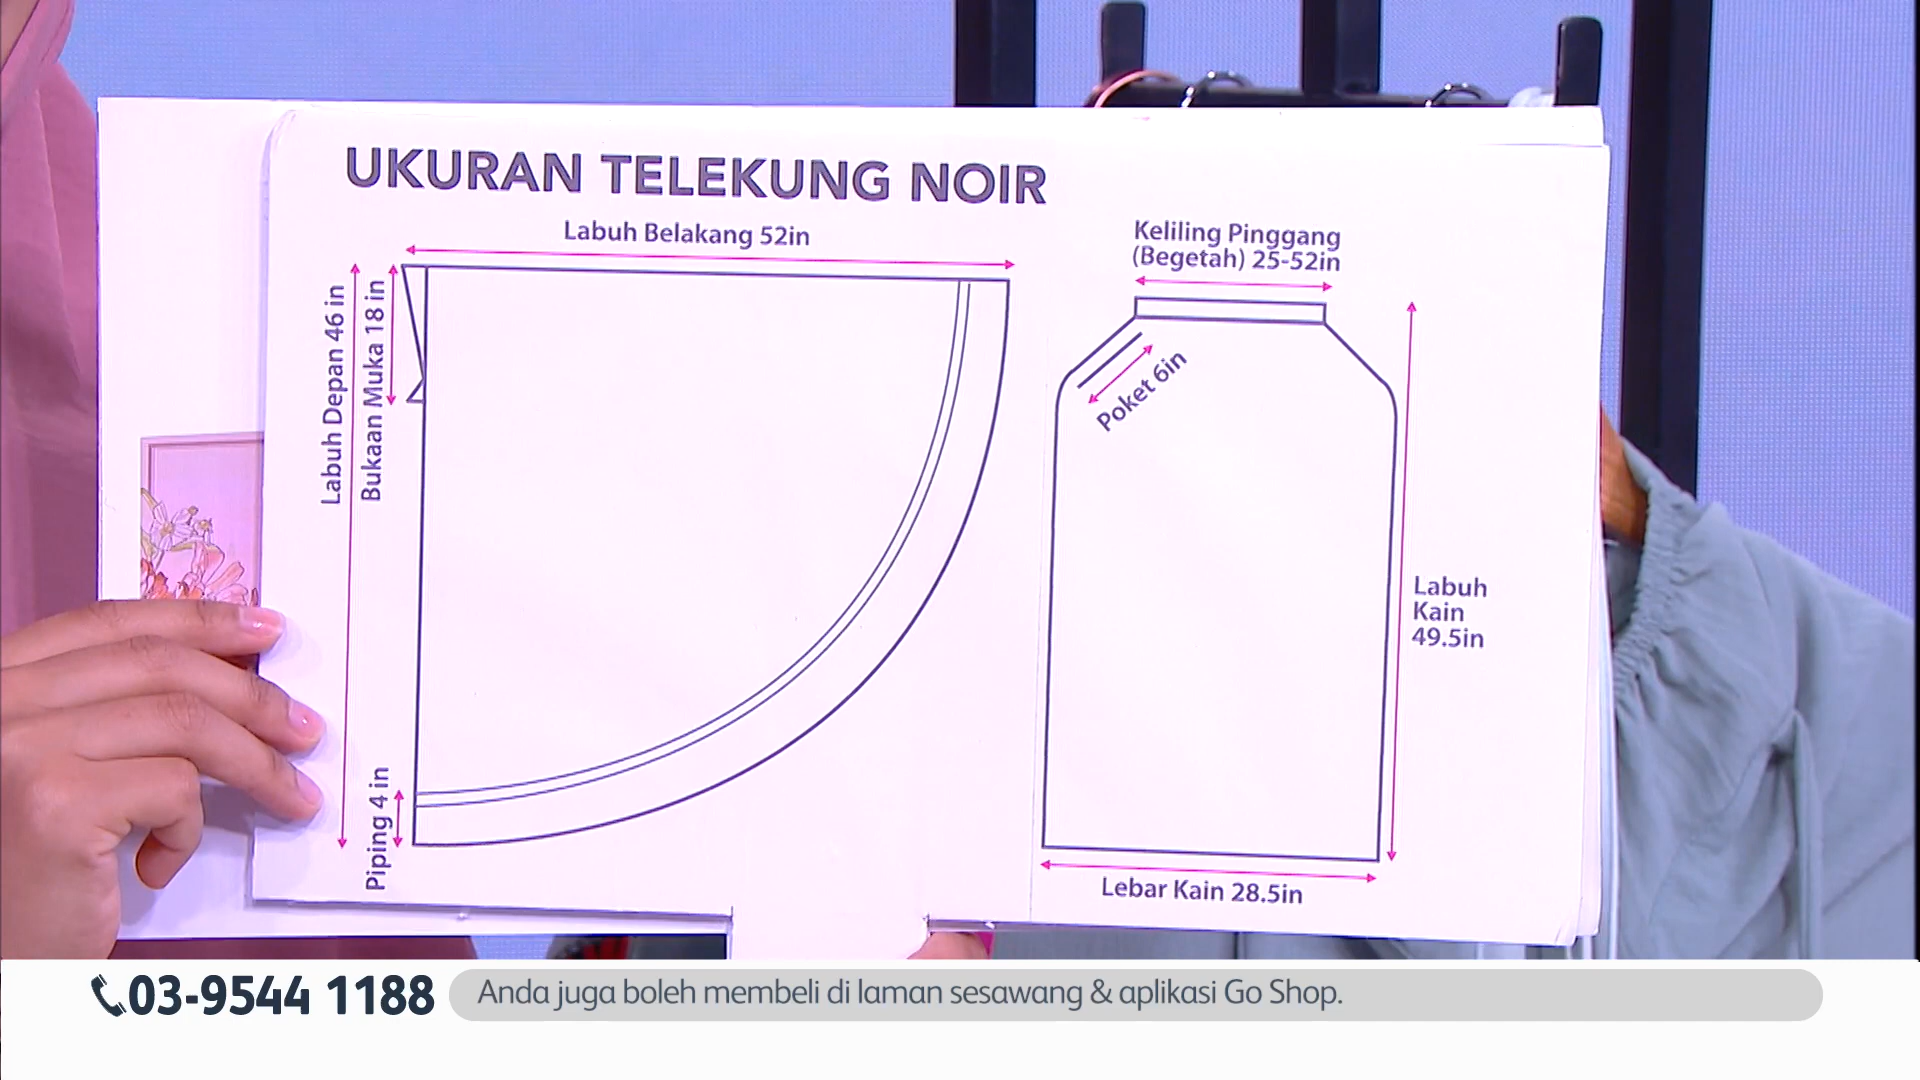 UKURAN TELEKUNG NOIR
Labuh Belakang 52in
Labuh Depan 46 in
Bukaan Muka 18 in
Piping 4 in
Keliling Pinggang
(Begetah) 25-52in
Poket 6in
Labuh
Kain
49.5in
Lebar Kain 28.5in
03-9544 1188
Anda juga boleh membeli di laman sesawang & aplikasi Go Shop.